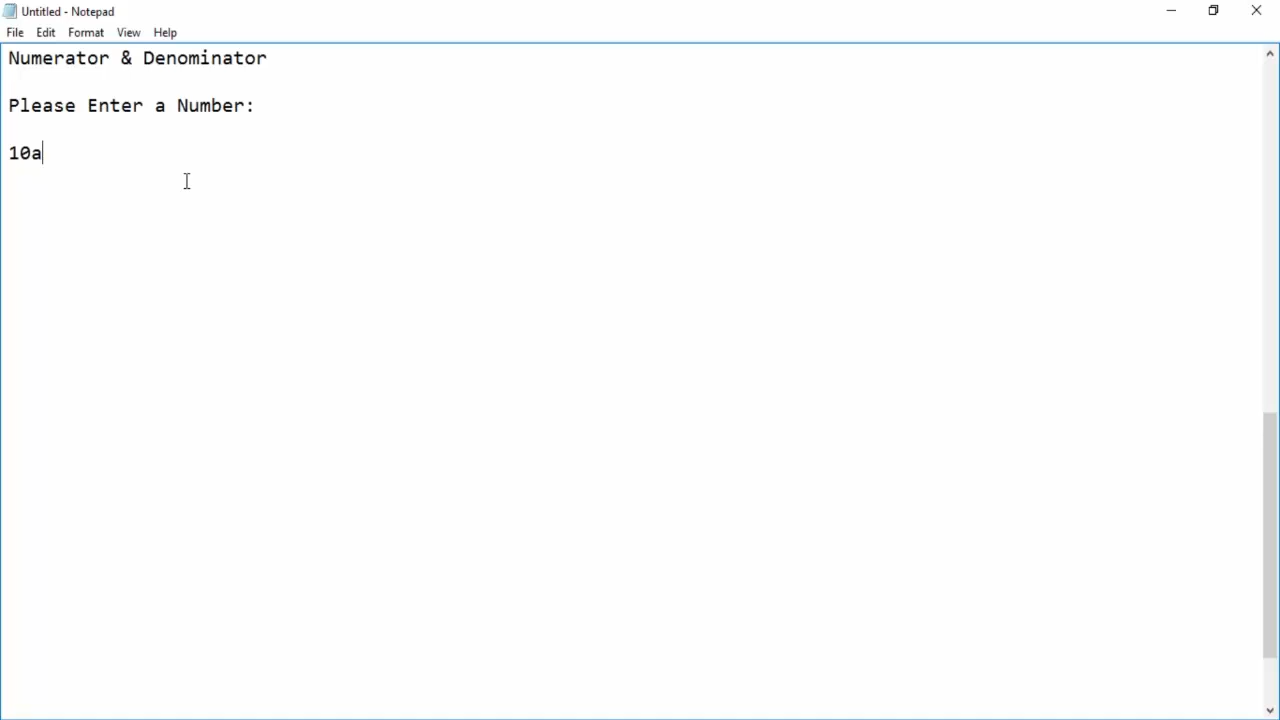 Untitled - Notepad
File Edit Format View Help
Numerator & Denominator
Please Enter a Number:
10a